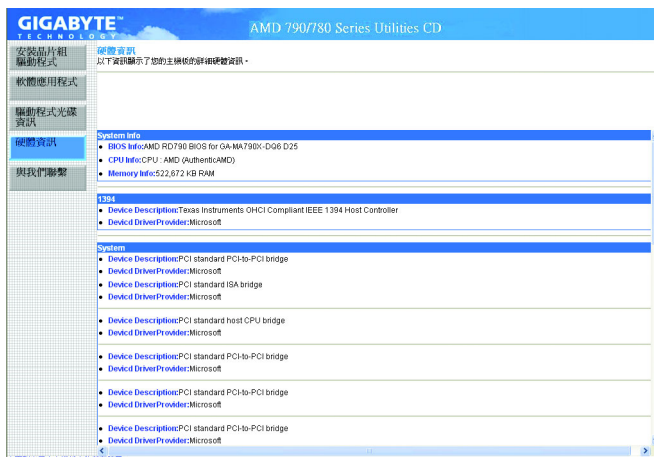 GIGABYTE™
TECHNOLOGY
AMD 790/780 Series Utilities CD
安裝晶片組
驅動程式
軟體應用程式
驅動程式光碟
資訊
硬體資訊
與我們聯繫
硬體資訊
以下資訊顯示了您的主機板的詳細硬體資訊。
System Info
• BIOS Info:AMD RD790 BIOS for GA-MA790X-DQ6 D25
• CPU Info:CPU : AMD (AuthenticAMD)
• Memory Info:522,672 KB RAM
1394
• Device Description:Texas Instruments OHCI Compliant IEEE 1394 Host Controller
• Devicd DriverProvider:Microsoft
System
• Device Description:PCI standard PCI-to-PCI bridge
• Devicd DriverProvider:Microsoft
• Device Description:PCI standard ISA bridge
• Devicd DriverProvider:Microsoft
• Device Description:PCI standard host CPU bridge
• Devicd DriverProvider:Microsoft
• Device Description:PCI standard PCI-to-PCI bridge
• Devicd DriverProvider:Microsoft
• Device Description:PCI standard PCI-to-PCI bridge
• Devicd DriverProvider:Microsoft
• Device Description:PCI standard PCI-to-PCI bridge
• Devicd DriverProvider:Microsoft